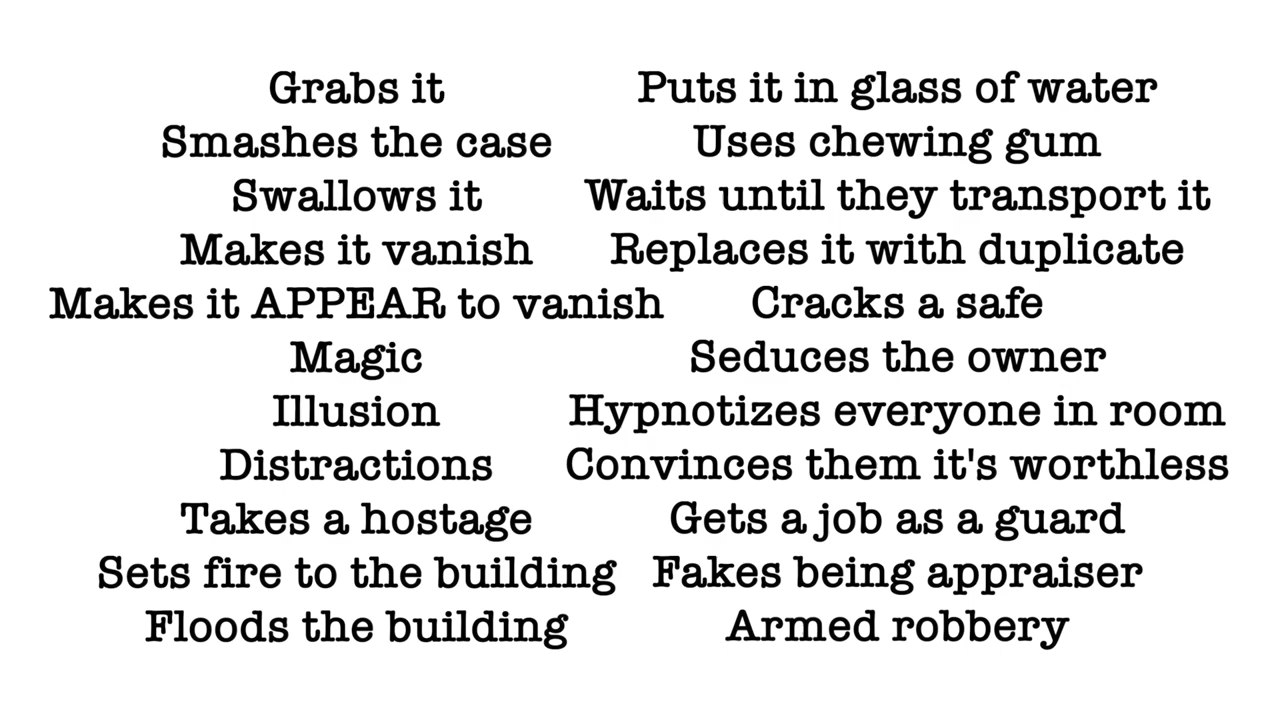 Grabs it
Smashes the case
Swallows it
Makes it vanish
Makes it APPEAR to vanish
Magic
Illusion
Distractions
Takes a hostage
Sets fire to the building
Floods the building
Puts it in glass of water
Uses chewing gum
Waits until they transport it
Replaces it with duplicate
Cracks a safe
Seduces the owner
Hypnotizes everyone in room
Convinces them it's worthless
Gets a job as a guard
Fakes being appraiser
Armed robbery